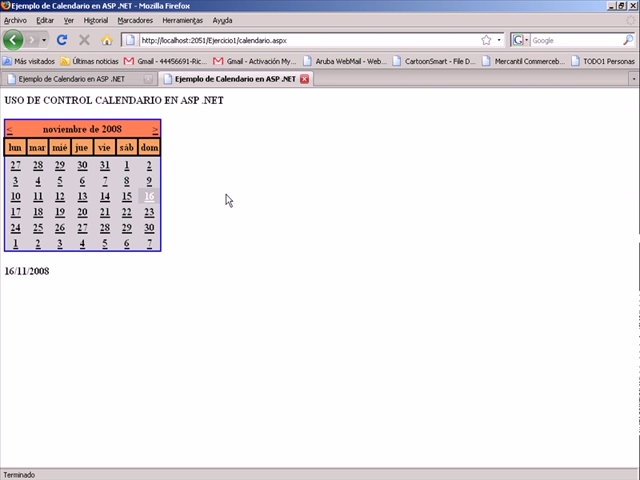 Ejemplo de Calendario en ASP .NET - Mozilla Firefox
Archivo Editar Ver Historial Marcadores Herramientas Ayuda
http://localhost:2051/Ejercicio1/calendario.aspx
Google
Más visitados Últimas noticias Gmail - 44456691-Ric... Gmail - Activación My... Aruba WebMail - Web... CartoonSmart - File D... Mercantil Commerceb... TODO1 Personas
Ejemplo de Calendario en ASP .NET Ejemplo de Calendario en ASP .NET
USO DE CONTROL CALENDARIO EN ASP .NET
< noviembre de 2008 >
lun mar mié jue vie sáb dom
27 28 29 30 31 1 2
3 4 5 6 7 8 9
10 11 12 13 14 15 16
17 18 19 20 21 22 23
24 25 26 27 28 29 30
1 2 3 4 5 6 7
16/11/2008
Terminado